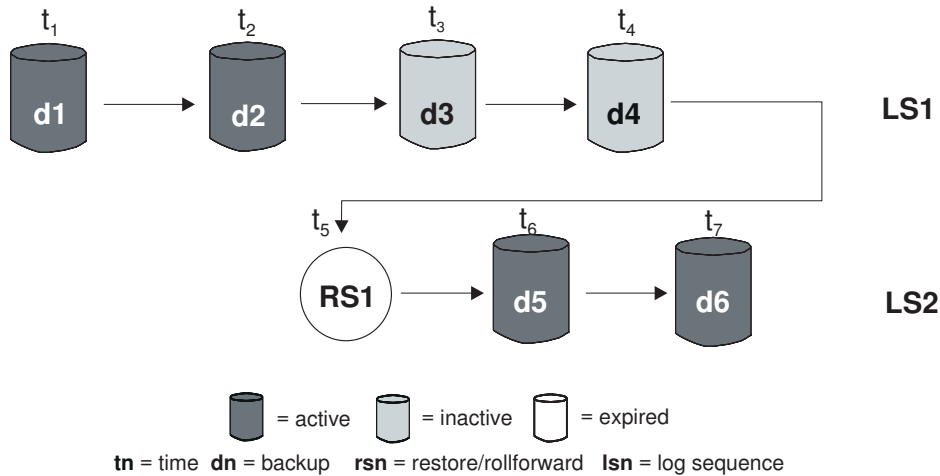 t1 t2 t3 t4
d1 d2 d3 d4 LS1
t5 t6 t7
RS1 d5 d6 LS2
= active = inactive = expired
tn = time dn = backup rsn = restore/rollforward lsn = log sequence